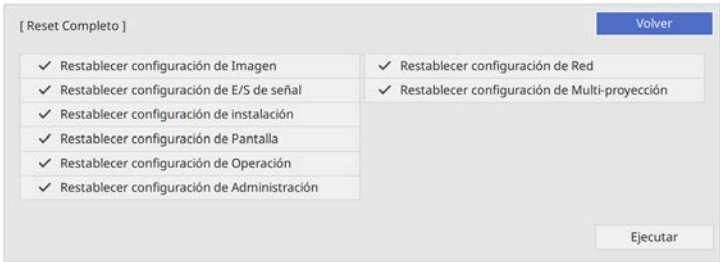 [ Reset Completo ]
Volver
Restablecer configuración de Imagen
Restablecer configuración de E/S de señal
Restablecer configuración de instalación
Restablecer configuración de Pantalla
Restablecer configuración de Operación
Restablecer configuración de Administración
Restablecer configuración de Red
Restablecer configuración de Multi-proyección
Ejecutar